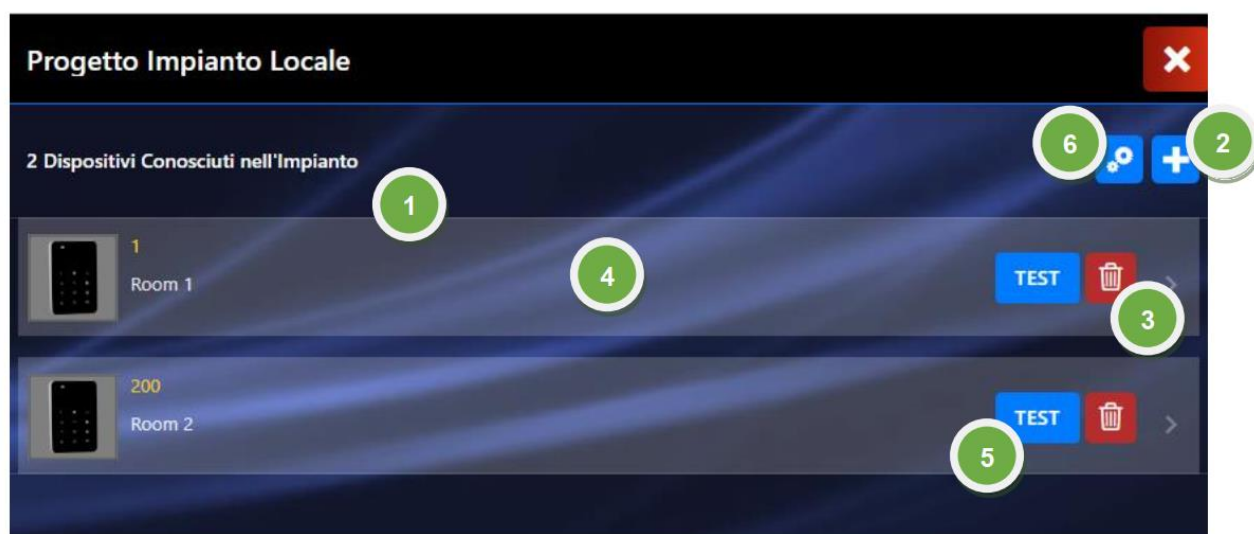 Progetto Impianto Locale
6
2
2 Dispositivi Conosciuti nell'Impianto
1
1
Room 1
4
TEST
3
200
Room 2
TEST
5